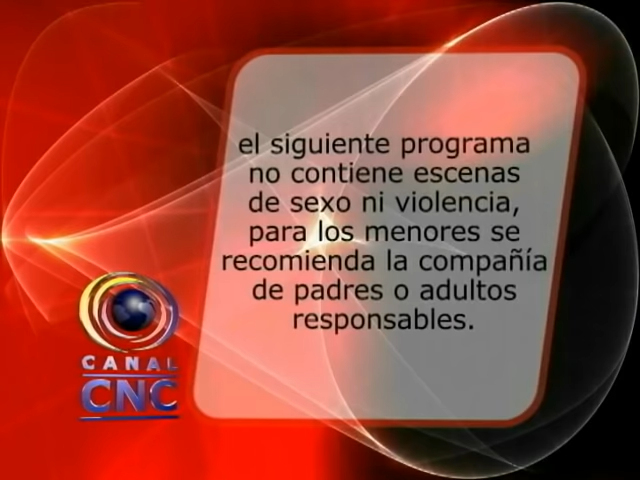 el siguiente programa
no contiene escenas
de sexo ni violencia,
para los menores se
recomienda la compañía
de padres o adultos
responsables.
CANAL
CNC